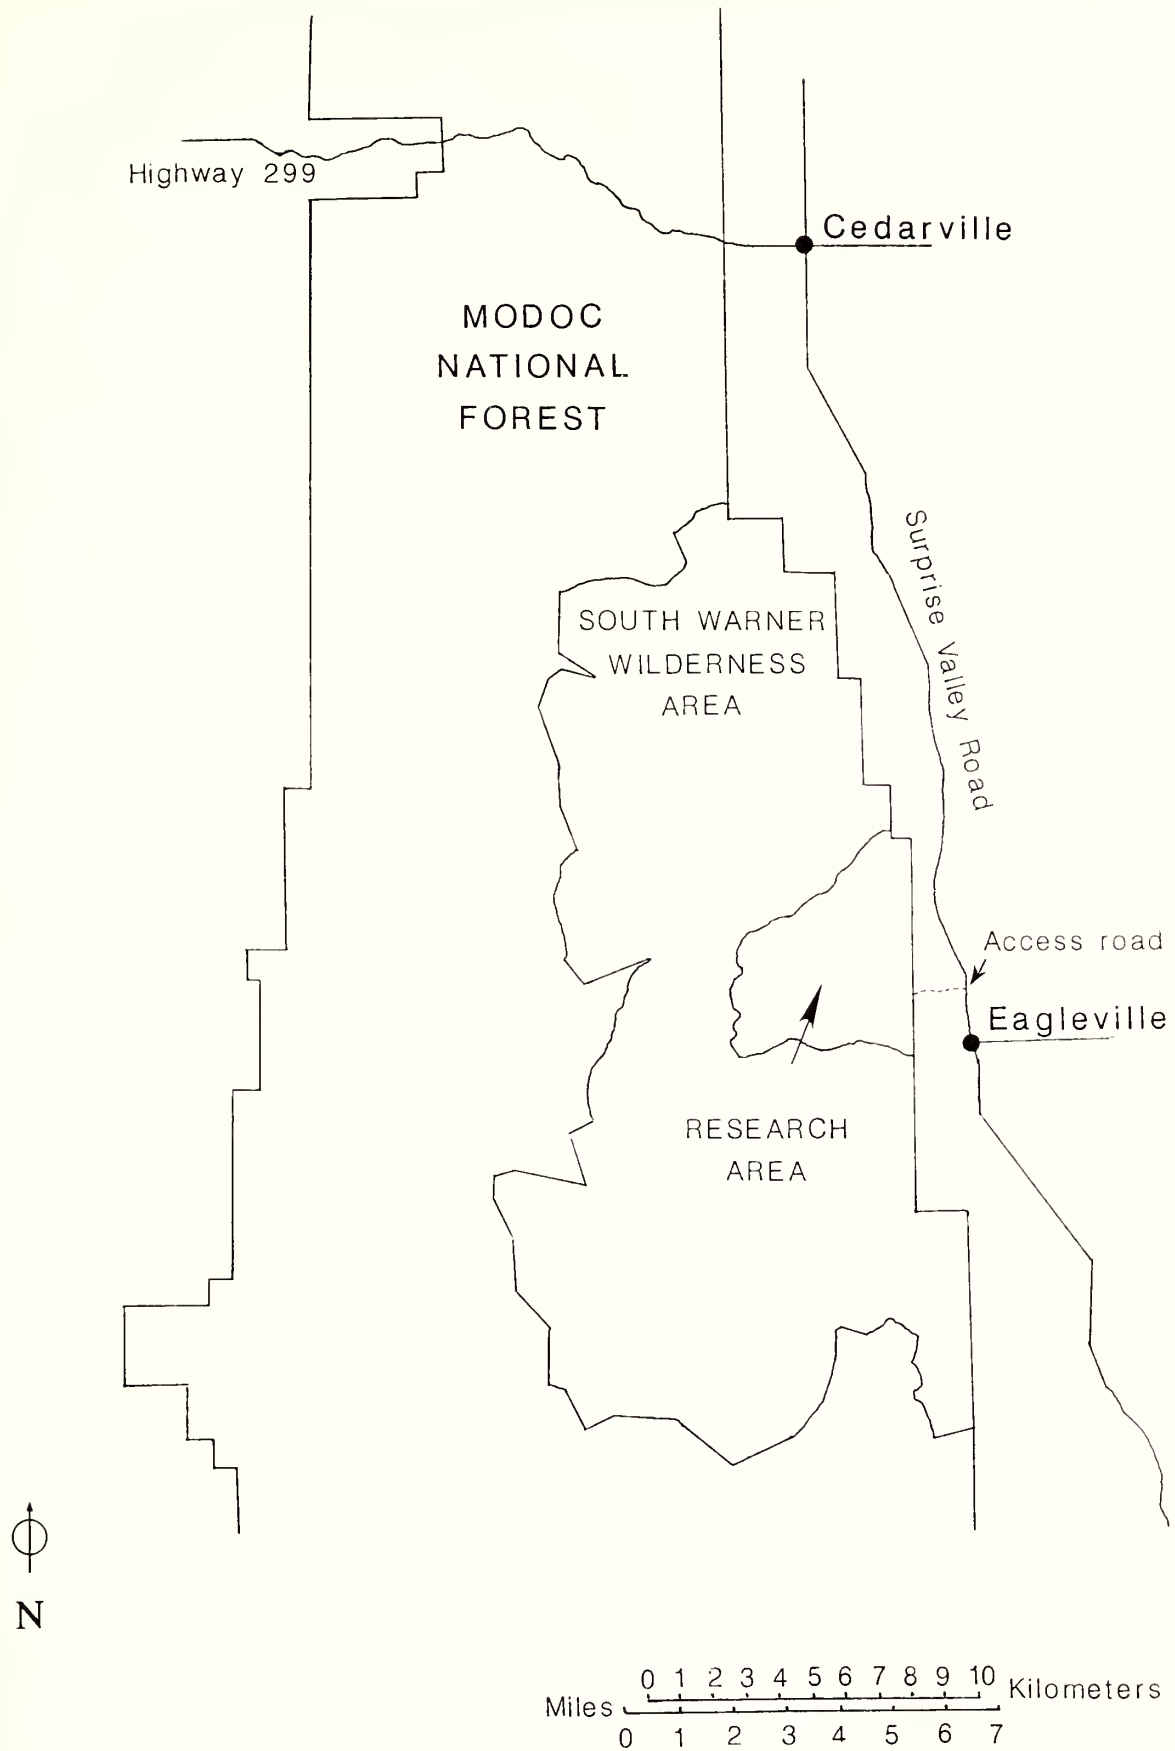 Highway 299
Cedarville
MODOC
NATIONAL
FOREST
Surprise Valley Road
SOUTH WARNER
WILDERNESS
AREA
Access road
Eagleville
RESEARCH
AREA
N
0 1 2 3 4 5 6 7 8 9 10 Kilometers
Miles
0 1 2 3 4 5 6 7